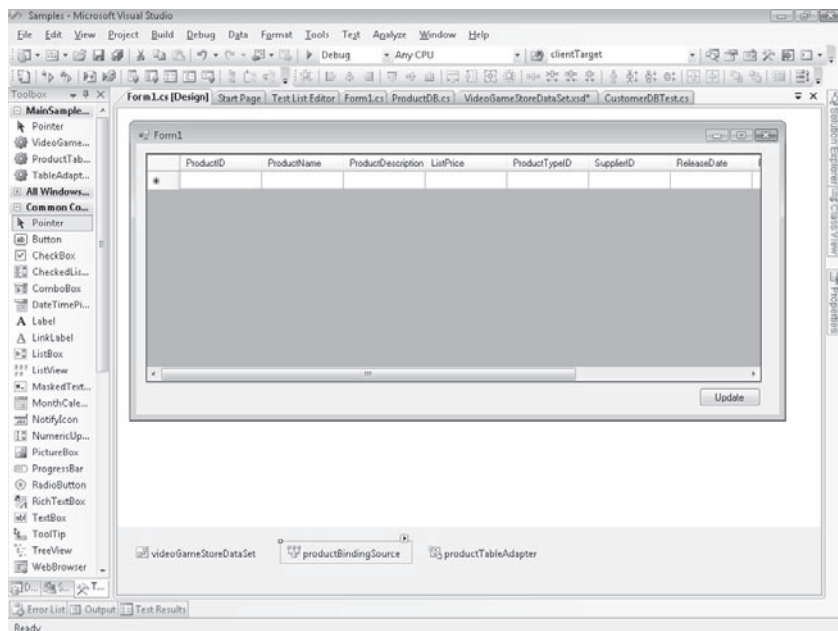 Samples - Microsoft Visual Studio
File Edit View Project Build Debug Data Format Tools Test Analyze Window Help
Debug Any CPU clientTarget
Toolbox
Form1.cs [Design] Start Page Test List Editor Form1.cs ProductDB.cs VideoGameStoreDataSet.xsd* CustomerDBTest.cs
MainSample...
Pointer
VideoGame...
ProductTab...
TableAdapt...
All Windows...
Common Co...
Pointer
Button
CheckBox
CheckedLis...
ComboBox
DateTimePi...
Label
LinkLabel
ListBox
ListView
MaskedText...
MonthCale...
NotifyIcon
NumericUp...
PictureBox
ProgressBar
RadioButton
RichTextBox
TextBox
ToolTip
TreeView
WebBrowser
D... S... T...
Form1
ProductID ProductName ProductDescription ListPrice ProductTypeID SupplierID ReleaseDate
Update
videoGameStoreDataSet productBindingSource productTableAdapter
Solution Explorer
Class View
Properties
Error List Output Test Results
Ready